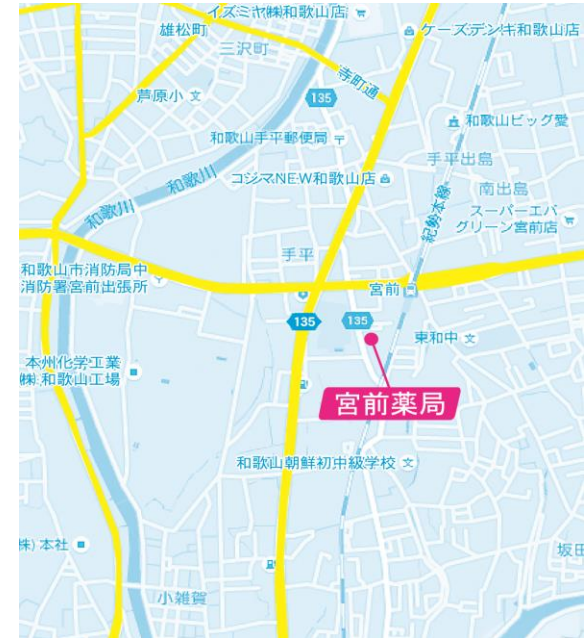 イズミヤ㈱和歌山店
雄松町
ケーズデンキ和歌山店
三沢町
寺町通
芦原小
135
和歌山ビッグ愛
和歌山手平郵便局
手平出島
コジマNEW和歌山店
南出島
和歌川
和歌川
紀勢本線
スーパーエバ
グリーン宮前店
手平
和歌山市消防局中
消防署宮前出張所
宮前
135
135
東和中
本州化学工業
㈱和歌山工場
宮前薬局
和歌山朝鮮初中級学校
株) 本社
坂田
小雑賀